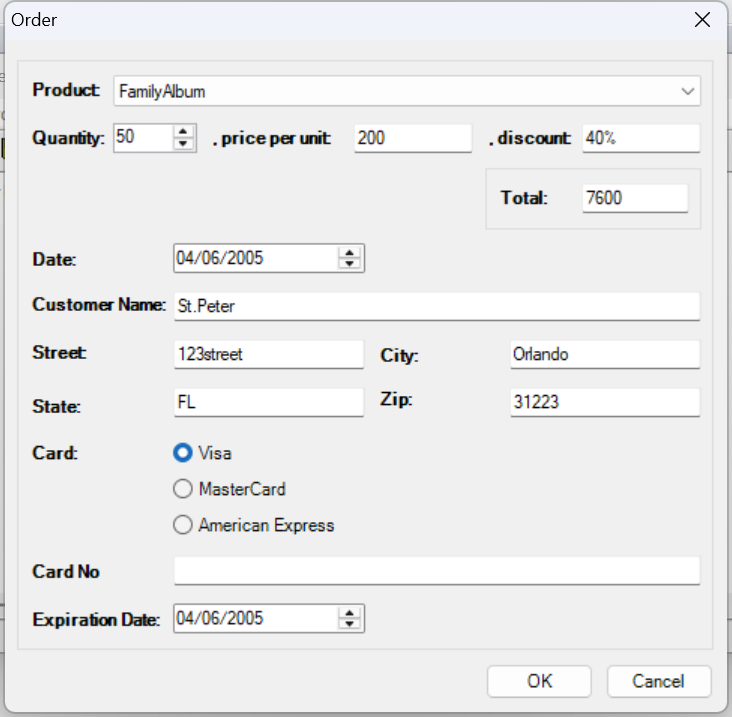 Order
Product: FamilyAlbum
Quantity: 50 , price per unit: 200 , discount: 40%
Total: 7600
Date: 04/06/2005
Customer Name: St.Peter
Street: 123street City: Orlando
State: FL Zip: 31223
Card: Visa
MasterCard
American Express
Card No
Expiration Date: 04/06/2005
OK Cancel